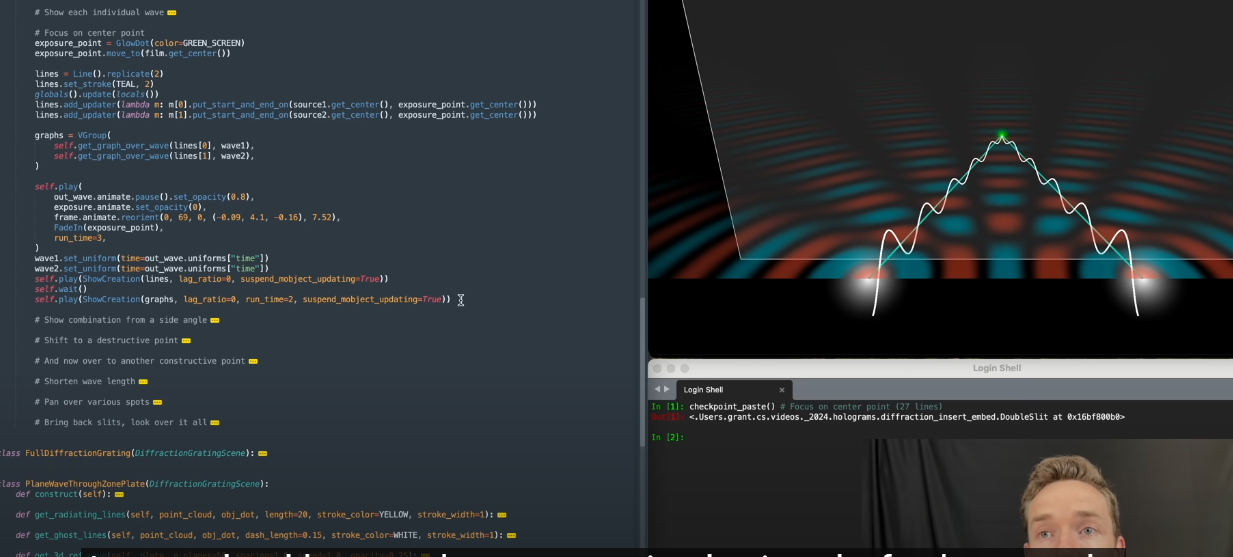 # Show each individual wave
# Focus on center point
exposure_point = GlowDot(color=GREEN_SCREEN)
exposure_point.move_to(film.get_center())
lines = Line().replicate(2)
lines.set_stroke(TEAL, 2)
globals().update(locals())
lines.add_updater(lambda m: m[0].put_start_and_end_on(source1.get_center(), exposure_point.get_center()))
lines.add_updater(lambda m: m[1].put_start_and_end_on(source2.get_center(), exposure_point.get_center()))
graphs = VGroup(
self.get_graph_over_wave(lines[0], wave1),
self.get_graph_over_wave(lines[1], wave2),
)
self.play(
out_wave.animate.pause().set_opacity(0.8),
exposure.animate.set_opacity(0),
frame.animate.reorient(0, 69, 0, (-0.09, 4.1, -0.16), 7.52),
FadeIn(exposure_point),
run_time=3,
)
wave1.set_uniform(time=out_wave.uniforms["time"])
wave2.set_uniform(time=out_wave.uniforms["time"])
self.play(ShowCreation(lines, lag_ratio=0, suspend_mobject_updating=True))
self.wait()
self.play(ShowCreation(graphs, lag_ratio=0, run_time=2, suspend_mobject_updating=True))
# Show combination from a side angle
# Shift to a destructive point
# And now over to another constructive point
# Shorten wave length
# Pan over various spots
# Bring back slits, look over it all
class FullDiffractionGrating(DiffractionGratingScene):
class PlaneWaveThroughZonePlate(DiffractionGratingScene):
def construct(self):
def get_radiating_lines(self, point_cloud, obj_dot, length=20, stroke_color=YELLOW, stroke_width=1):
def get_ghost_lines(self, point_cloud, obj_dot, dash_length=0.15, stroke_color=WHITE, stroke_width=1):
Login Shell
Login Shell
In [1]: checkpoint_paste() # Focus on center point (27 lines)
<.Users.grant.cs.videos._2024.holograms.diffraction_insert_embed.DoubleSlit at 0x16bf800b0>
In [2]: